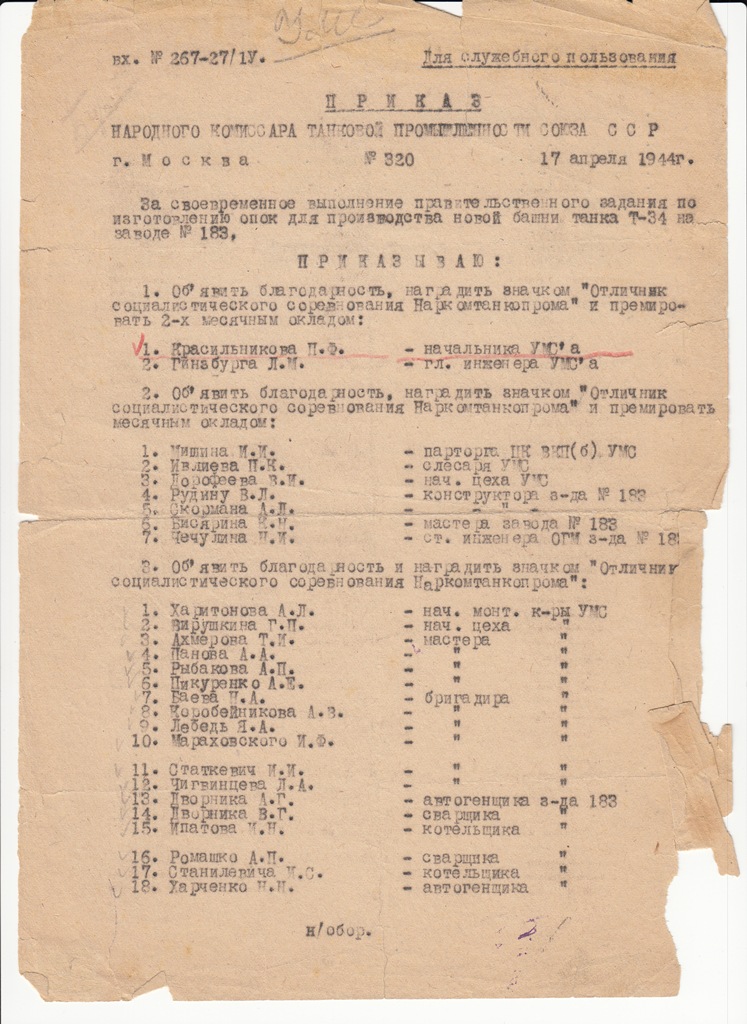 вх. № 267-27/1У. Для служебного пользования
П Р И К А З
НАРОДНОГО КОМИССАРА ТАНКОВОЙ ПРОМЫШЛЕННОСТИ СОЮЗА С С Р
г. М о с к в а № 320 17 апреля 1944г.
За своевременное выполнение правительственного задания по
изготовлению опок для производства новой башни танка Т-34 на
заводе № 183,
П Р И К А З Ы В А Ю :
1. Об'явить благодарность, наградить значком "Отличник
социалистического соревнования Наркомтанкопрома" и премиро-
вать 2-х месячным окладом:
1. Красильникова П.Ф. - начальника УМС'а
2. Гинзбурга Л.М. - гл. инженера УМС'а
2. Об'явить благодарность, наградить значком "Отличник
социалистического соревнования Наркомтанкопрома" и премировать
месячным окладом:
1. Мишина И.И. - парторга ЦК ВКП(б) УМС
2. Ивлиева П.К. - слесаря УМС
3. Дорофеева В.И. - нач. цеха УМС
4. Рудину В.Л. - конструктора з-да № 183
5. Скормана А.Л. - " - "
6. Бисярина К.Н. - мастера завода № 183
7. Чечулина Н.И. - ст. инженера ОГМ з-да № 18
3. Об'явить благодарность и наградить значком "Отличник
социалистического соревнования Наркомтанкопрома":
1. Харитонова А.Л. - нач. монт. к-ры УМС
2. Вирушкина Г.П. - нач. цеха "
3. Ахмерова Т.И. - мастера "
4. Панова А.А. - " "
5. Рыбакова А.П. - " "
6. Пикуренко А.Е. - " "
7. Баева Н.А. - бригадира "
8. Коробейникова А.В. - " "
9. Лебедь Я.А. - " "
10. Мараховского И.Ф. - " "
11. Статкевич И.И. - " "
12. Чигвинцева Л.А. - " "
13. Дворника А.Г. - автогенщика з-да 183
14. Дворника В.Г. - сварщика "
15. Ипатова И.Н. - котельщика "
16. Ромашко А.П. - сварщика "
17. Станилевича И.С. - котельщика "
18. Харченко Н.Н. - автогенщика "
н/обор.